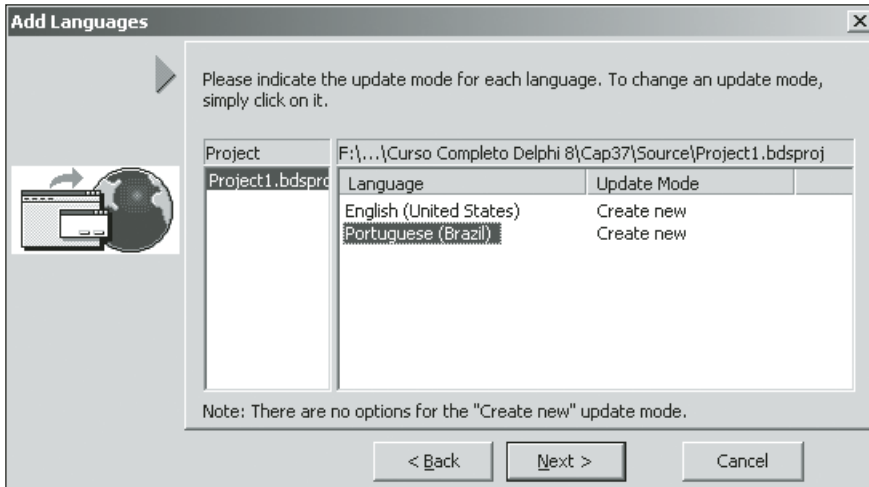 Add Languages
Please indicate the update mode for each language. To change an update mode,
simply click on it.
Project
F:\...\Curso Completo Delphi 8\Cap37\Source\Project1.bdsproj
Project1.bdspro
Language Update Mode
English (United States) Create new
Portuguese (Brazil) Create new
Note: There are no options for the "Create new" update mode.
< Back Next > Cancel